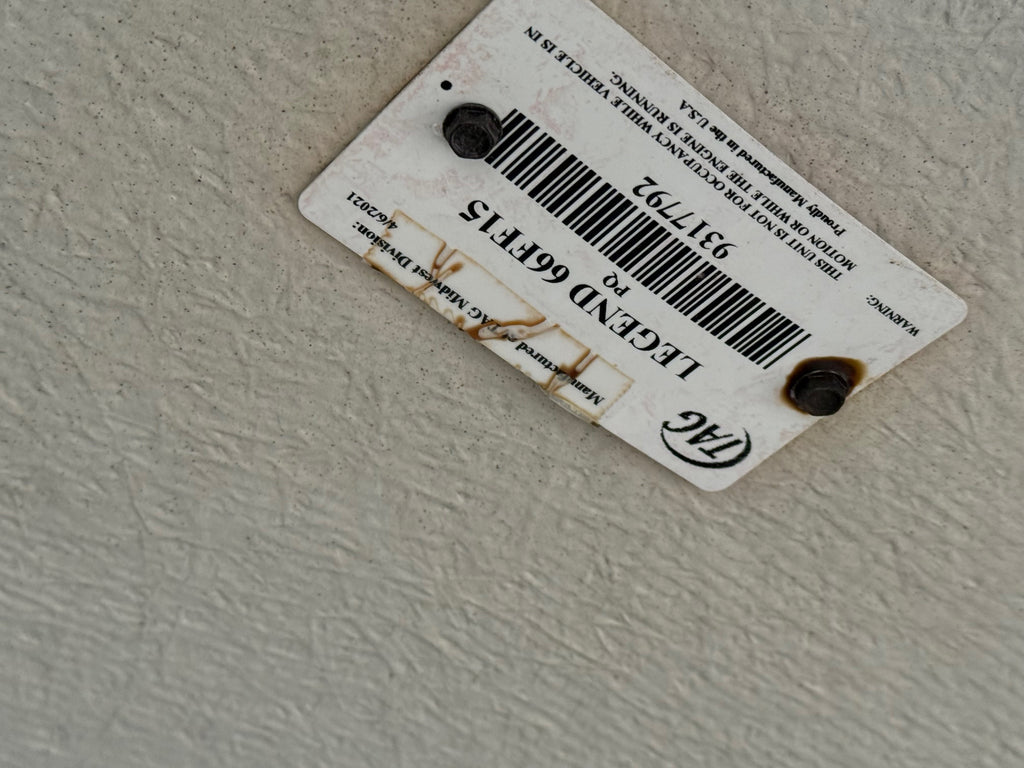 TAG
Manufactured @ TAG Midwest Division:
4/6/2021
LEGEND 66FF15
PQ
9317792
WARNING:
THIS UNIT IS NOT FOR OCCUPANCY WHILE VEHICLE IS IN
MOTION OR WHILE THE ENGINE IS RUNNING.
Proudly Manufactured in the U.S.A